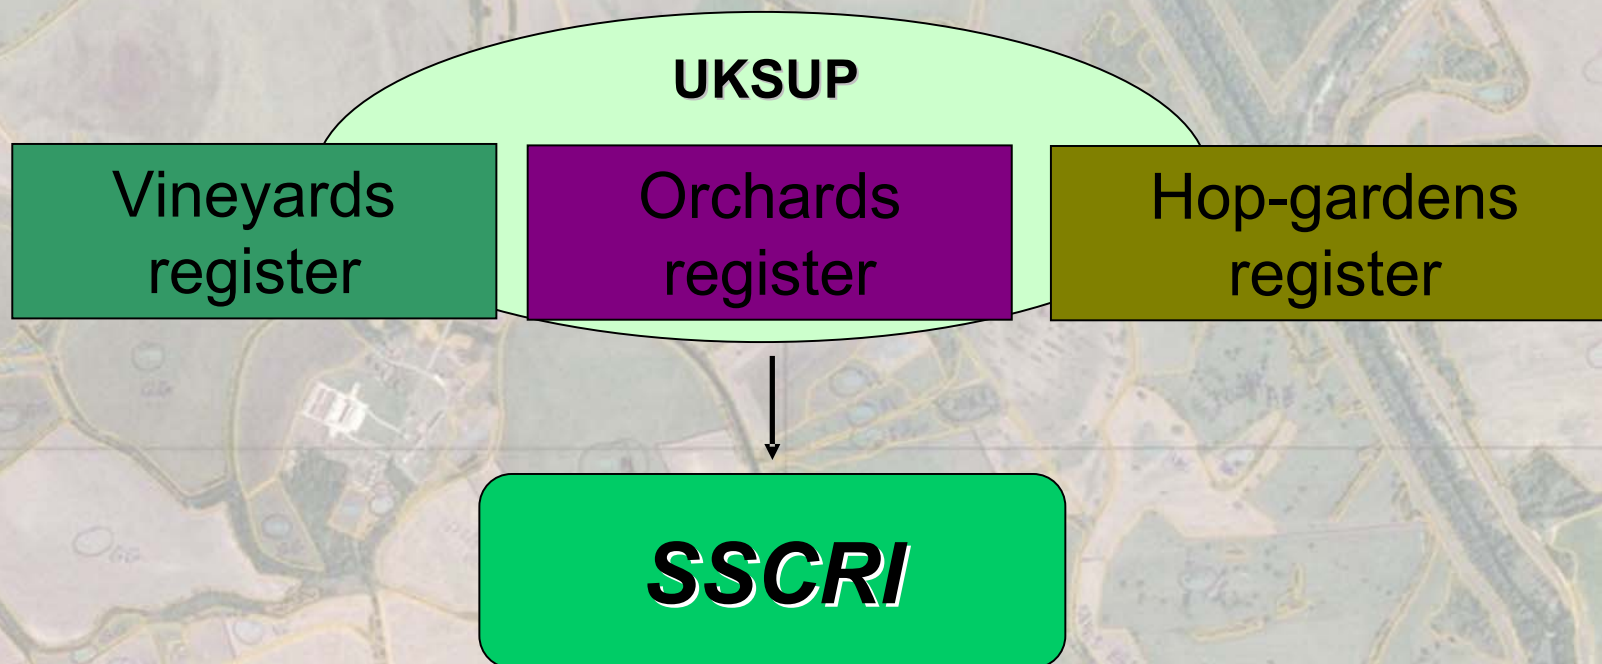 UKSUP
Vineyards
register
Orchards
register
Hop-gardens
register
SSCRI